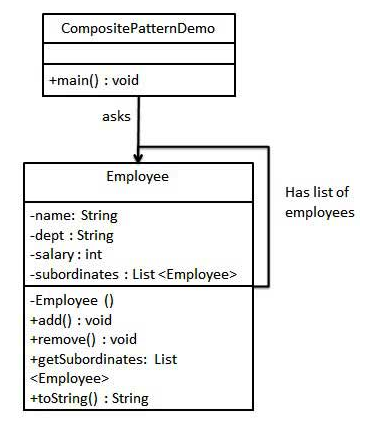 CompositePatternDemo
+main() : void
asks
Employee
-name: String
-dept : String
-salary : int
-subordinates : List <Employee>
Has list of
employees
-Employee ()
+add() : void
+remove() : void
+getSubordinates: List
<Employee>
+toString() : String